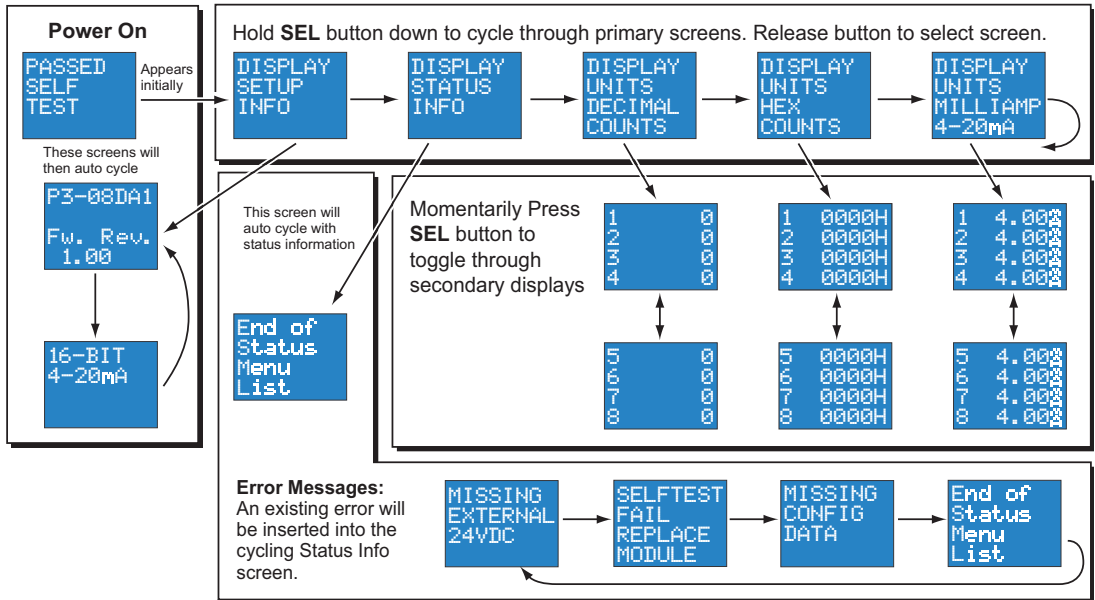 Power On
PASSED
SELF
TEST
Appears
initially
These screens will
then auto cycle
P3-08DA1
Fw. Rev.
1.00
16-BIT
4-20mA
Hold SEL button down to cycle through primary screens. Release button to select screen.
DISPLAY
SETUP
INFO
DISPLAY
STATUS
INFO
DISPLAY
UNITS
DECIMAL
COUNTS
DISPLAY
UNITS
HEX
COUNTS
DISPLAY
UNITS
MILLIAMP
4-20mA
This screen will
auto cycle with
status information
End of
Status
Menu
List
Momentarily Press
SEL button to
toggle through
secondary displays
1 0
2 0
3 0
4 0
5 0
6 0
7 0
8 0
1 0000H
2 0000H
3 0000H
4 0000H
5 0000H
6 0000H
7 0000H
8 0000H
1 4.00
2 4.00
3 4.00
4 4.00
5 4.00
6 4.00
7 4.00
8 4.00
Error Messages:
An existing error will
be inserted into the
cycling Status Info
screen.
MISSING
EXTERNAL
24VDC
SELFTEST
FAIL
REPLACE
MODULE
MISSING
CONFIG
DATA
End of
Status
Menu
List